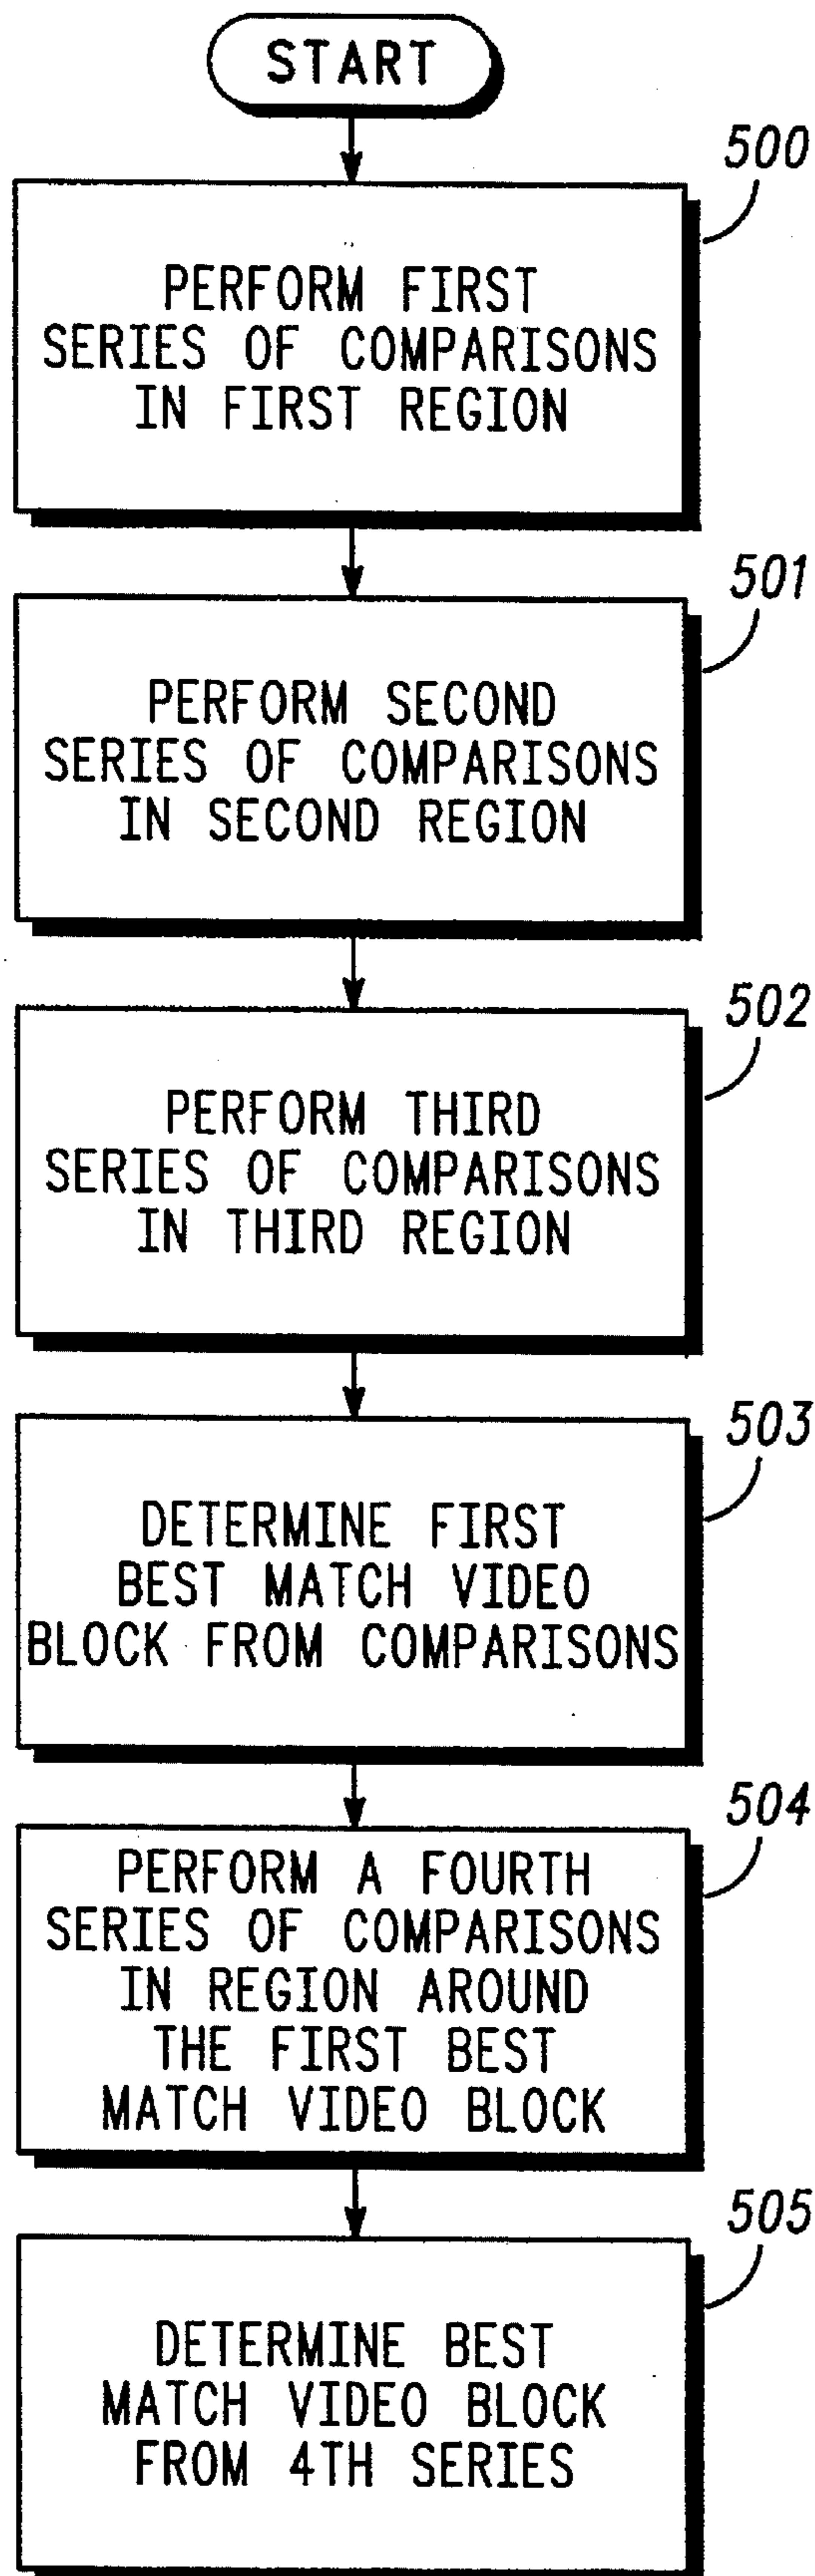 START
500
PERFORM FIRST
SERIES OF COMPARISONS
IN FIRST REGION
501
PERFORM SECOND
SERIES OF COMPARISONS
IN SECOND REGION
502
PERFORM THIRD
SERIES OF COMPARISONS
IN THIRD REGION
503
DETERMINE FIRST
BEST MATCH VIDEO
BLOCK FROM COMPARISONS
504
PERFORM A FOURTH
SERIES OF COMPARISONS
IN REGION AROUND
THE FIRST BEST
MATCH VIDEO BLOCK
505
DETERMINE BEST
MATCH VIDEO BLOCK
FROM 4TH SERIES